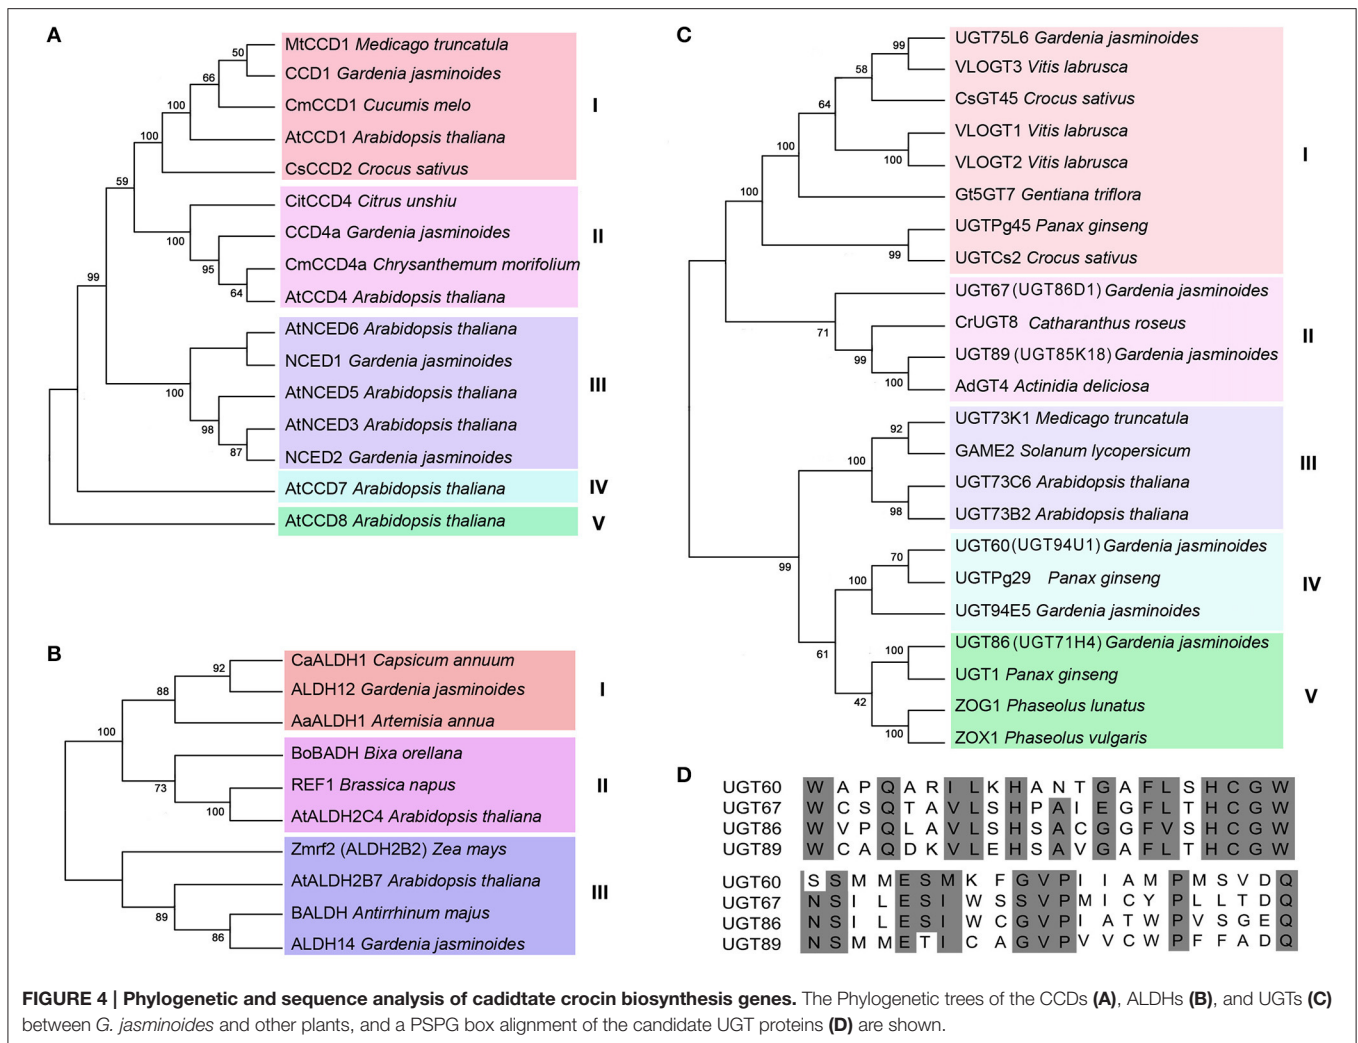 A
MtCCD1 Medicago truncatula
CCD1 Gardenia jasminoides
CmCCD1 Cucumis melo
AtCCD1 Arabidopsis thaliana
CsCCD2 Crocus sativus
I
CitCCD4 Citrus unshiu
CCD4a Gardenia jasminoides
CmCCD4a Chrysanthemum morifolium
AtCCD4 Arabidopsis thaliana
II
AtNCED6 Arabidopsis thaliana
NCED1 Gardenia jasminoides
AtNCED5 Arabidopsis thaliana
AtNCED3 Arabidopsis thaliana
NCED2 Gardenia jasminoides
III
AtCCD7 Arabidopsis thaliana
IV
AtCCD8 Arabidopsis thaliana
V
50
66
100
100
59
100
95
64
99
100
98
87
B
CaALDH1 Capsicum annuum
ALDH12 Gardenia jasminoides
AaALDH1 Artemisia annua
I
BoBADH Bixa orellana
REF1 Brassica napus
AtALDH2C4 Arabidopsis thaliana
II
Zmrf2 (ALDH2B2) Zea mays
AtALDH2B7 Arabidopsis thaliana
BALDH Antirrhinum majus
ALDH14 Gardenia jasminoides
III
92
88
100
73
100
89
86
C
UGT75L6 Gardenia jasminoides
VLOGT3 Vitis labrusca
CsGT45 Crocus sativus
VLOGT1 Vitis labrusca
VLOGT2 Vitis labrusca
Gt5GT7 Gentiana triflora
UGTPg45 Panax ginseng
UGTCs2 Crocus sativus
I
UGT67 (UGT86D1) Gardenia jasminoides
CrUGT8 Catharanthus roseus
UGT89 (UGT85K18) Gardenia jasminoides
AdGT4 Actinidia deliciosa
II
UGT73K1 Medicago truncatula
GAME2 Solanum lycopersicum
UGT73C6 Arabidopsis thaliana
UGT73B2 Arabidopsis thaliana
III
UGT60 (UGT94U1) Gardenia jasminoides
UGTPg29 Panax ginseng
UGT94E5 Gardenia jasminoides
IV
UGT86 (UGT71H4) Gardenia jasminoides
UGT1 Panax ginseng
ZOG1 Phaseolus lunatus
ZOX1 Phaseolus vulgaris
V
99
58
64
100
100
100
99
71
99
100
92
100
98
99
70
100
61
100
42
100
D
UGT60 W A P Q A R I L K H A N T G A F L S H C G W
UGT67 W C S Q T A V L S H P A I E G F L T H C G W
UGT86 W V P Q L A V L S H S A C G G F V S H C G W
UGT89 W C A Q D K V L E H S A V G A F L T H C G W
UGT60 S S M M E S M K F G V P I I A M P M S V D Q
UGT67 N S I L E S I W S S V P M I C Y P L L T D Q
UGT86 N S I L E S I W C G V P I A T W P V S G E Q
UGT89 N S M M E T I C A G V P V V C W P F F A D Q
FIGURE 4 | Phylogenetic and sequence analysis of cadidtate crocin biosynthesis genes. The Phylogenetic trees of the CCDs (A), ALDHs (B), and UGTs (C)
between G. jasminoides and other plants, and a PSPG box alignment of the candidate UGT proteins (D) are shown.